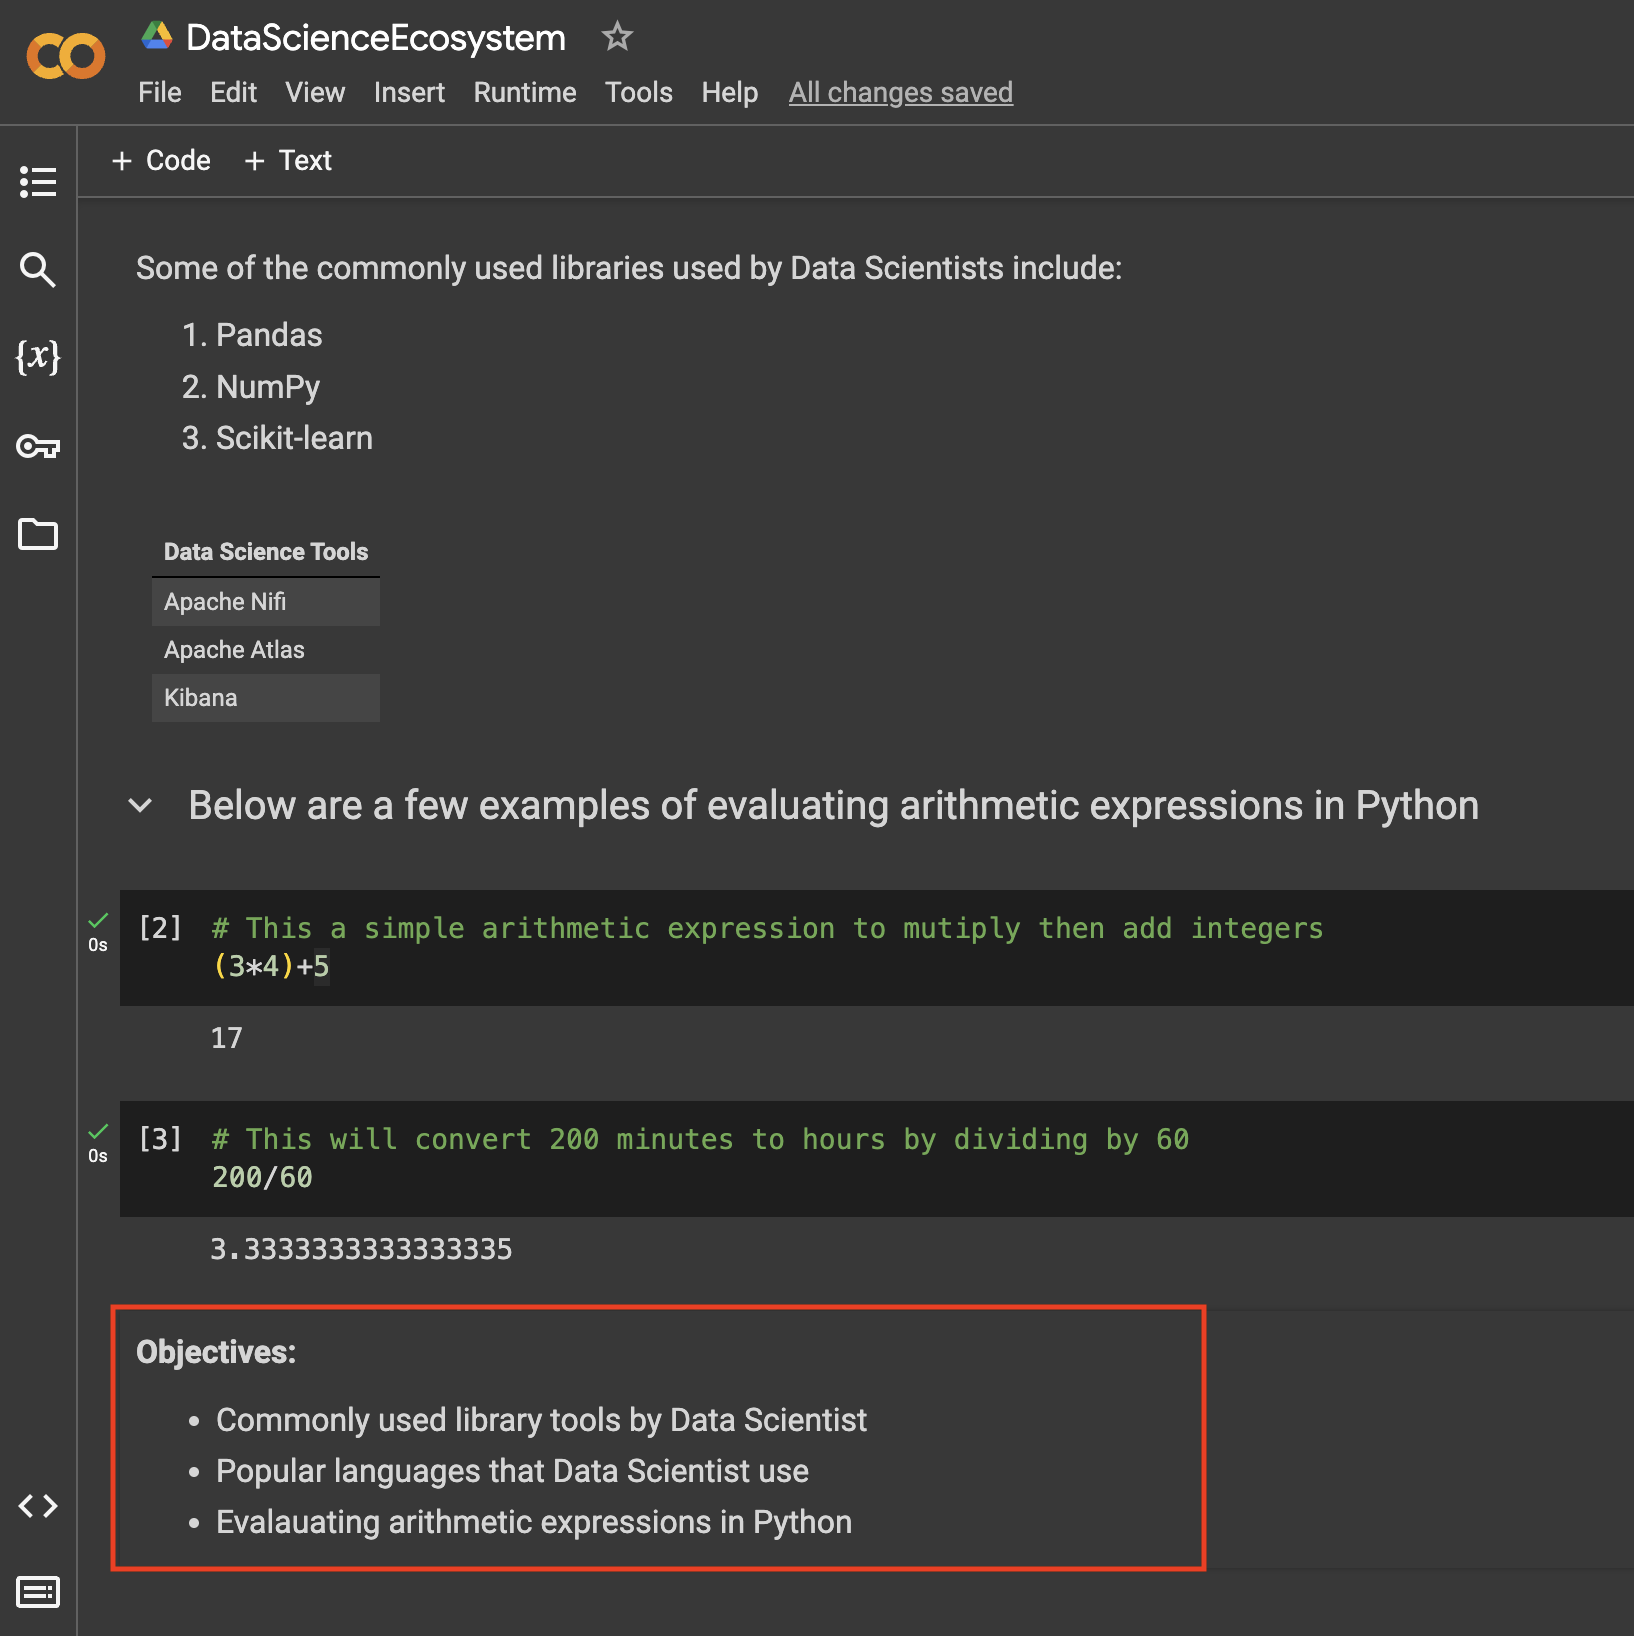 DataScienceEcosystem
File Edit View Insert Runtime Tools Help All changes saved
+ Code + Text
Some of the commonly used libraries used by Data Scientists include:
1. Pandas
2. NumPy
3. Scikit-learn
Data Science Tools
Apache Nifi
Apache Atlas
Kibana
Below are a few examples of evaluating arithmetic expressions in Python
[2] # This a simple arithmetic expression to mutiply then add integers
0s (3*4)+5
17
[3] # This will convert 200 minutes to hours by dividing by 60
0s 200/60
3.3333333333333335
Objectives:
• Commonly used library tools by Data Scientist
• Popular languages that Data Scientist use
• Evalauating arithmetic expressions in Python
{x}